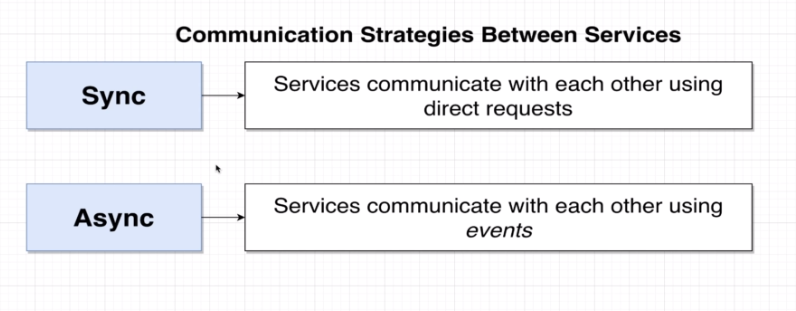 Communication Strategies Between Services
Sync
Services communicate with each other using
direct requests
Async
Services communicate with each other using
events